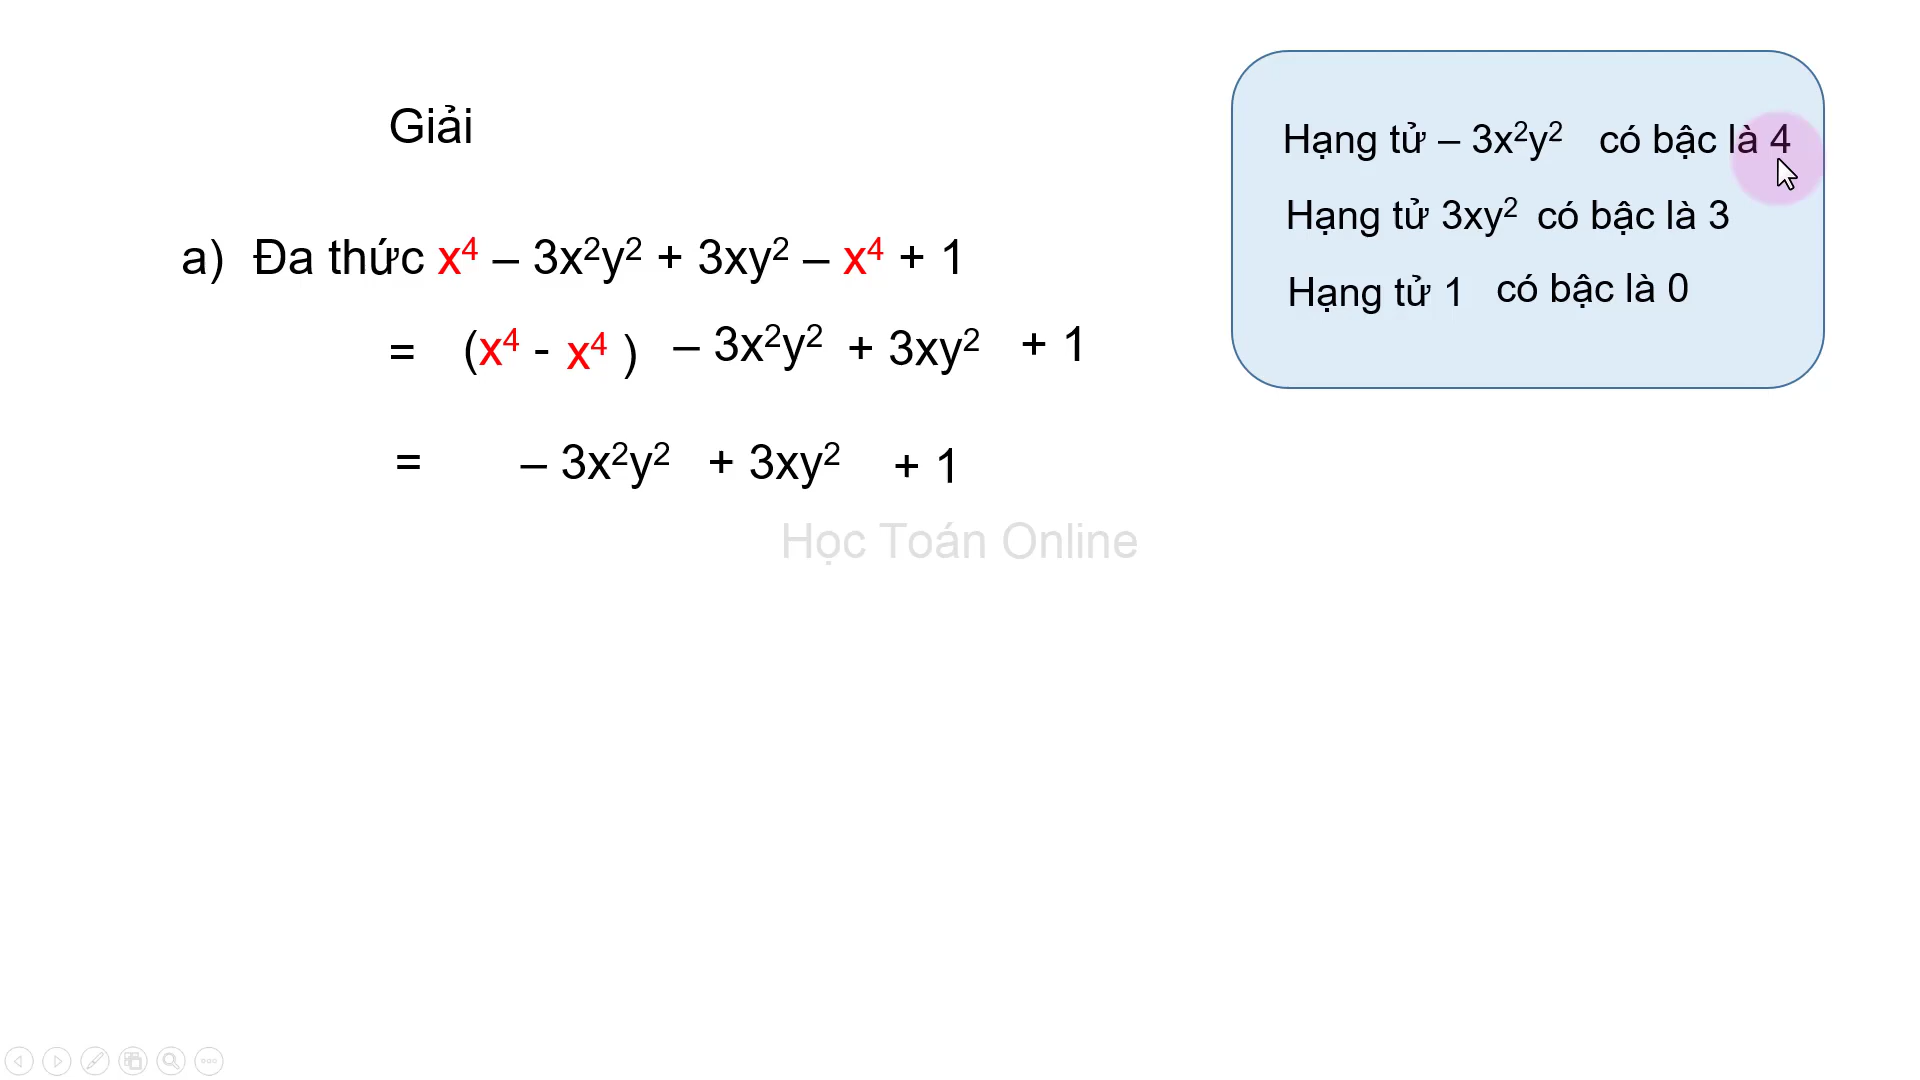 Giải
a) Đa thức x⁴ – 3x²y² + 3xy² – x⁴ + 1
= (x⁴ - x⁴ ) – 3x²y² + 3xy² + 1
= – 3x²y² + 3xy² + 1
Hạng tử – 3x²y² có bậc là 4
Hạng tử 3xy² có bậc là 3
Hạng tử 1 có bậc là 0
Học Toán Online